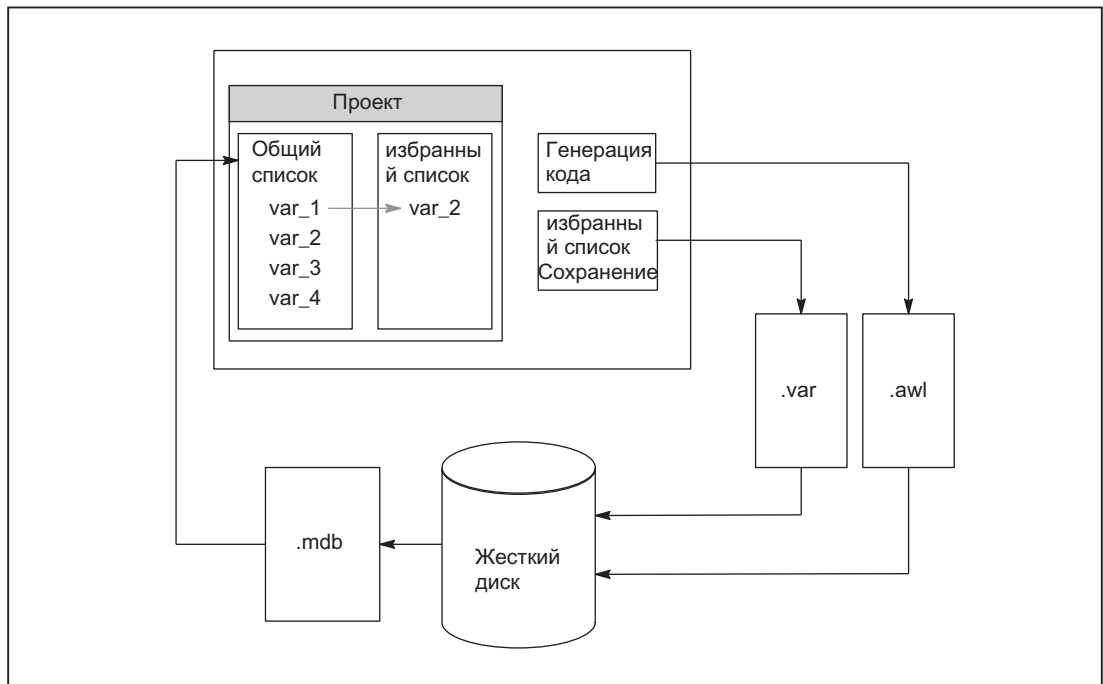 Проект
Общий
список
var_1
var_2
var_3
var_4
избранны
й список
var_2
Генерация
кода
избранны
й список
Сохранение
.var
.awl
.mdb
Жесткий
диск